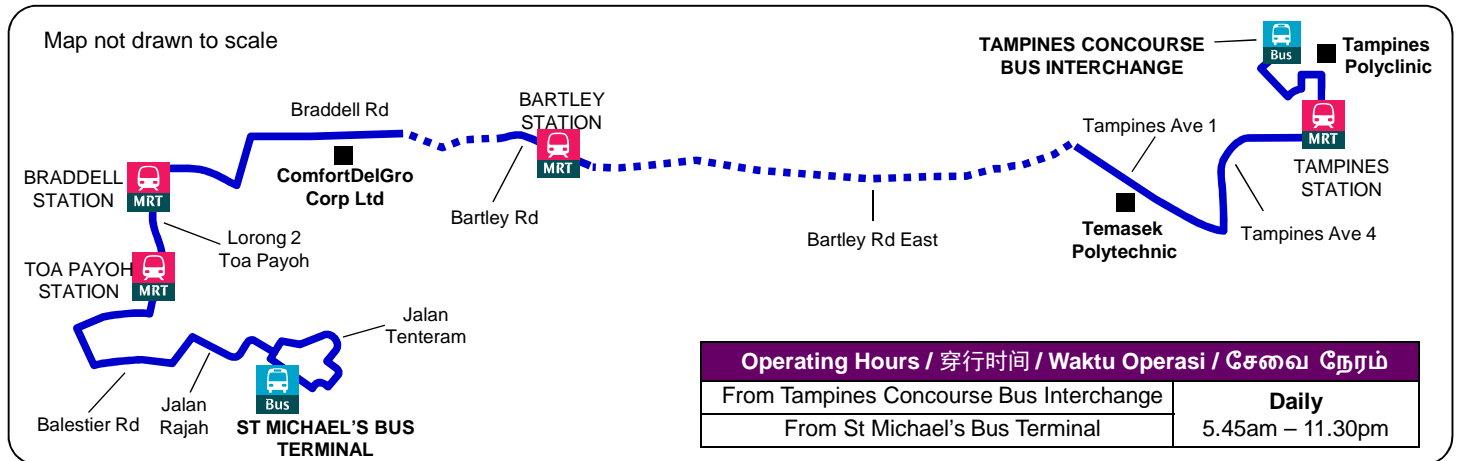 Map not drawn to scale
TAMPINES CONCOURSE
BUS INTERCHANGE
Bus
Tampines
Polyclinic
Braddell Rd
BARTLEY
STATION
MRT
Tampines Ave 1
MRT
TAMPINES
STATION
BRADDELL
STATION
MRT
ComfortDelGro
Corp Ltd
Bartley Rd
Bartley Rd East
Temasek
Polytechnic
Tampines Ave 4
Lorong 2
Toa Payoh
TOA PAYOH
STATION
MRT
Jalan
Tenteram
Bus
Balestier Rd
Jalan
Rajah
ST MICHAEL'S BUS
TERMINAL
Operating Hours / 穿行时间 / Waktu Operasi / சேவை நேரம்
From Tampines Concourse Bus Interchange
From St Michael's Bus Terminal
Daily
5.45am – 11.30pm